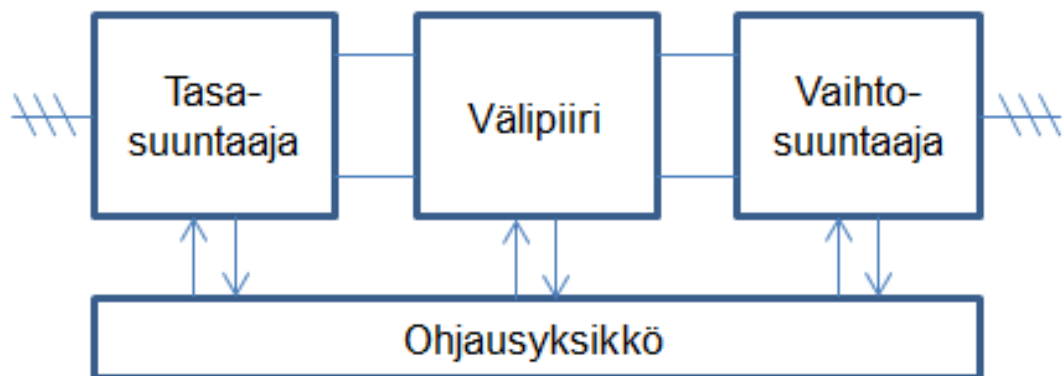 Tasa-
suuntaaja
Välipiiri
Vaihto-
suuntaaja
Ohjausyksikkö